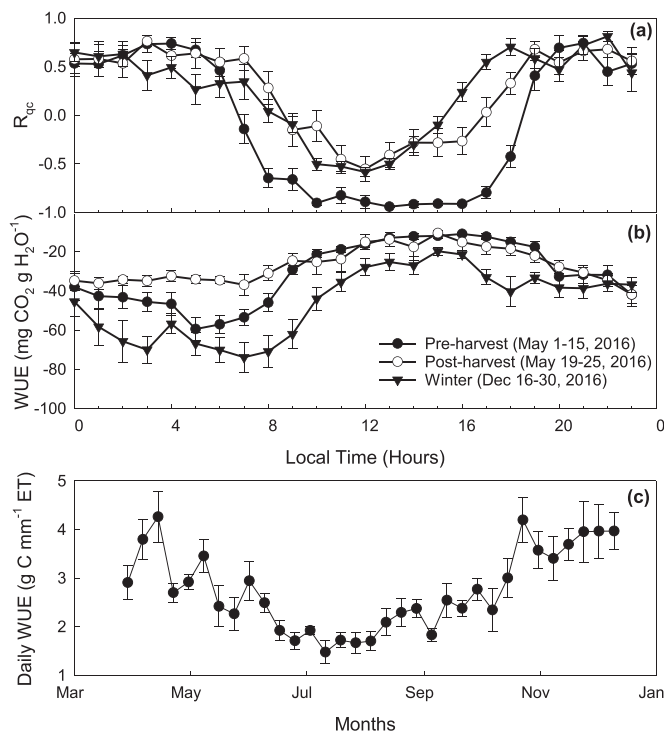 (a)
1.0
0.5
0.0
-0.5
-1.0
R_qc
(b)
-20
-40
-60
-80
-100
WUE (mg CO₂ g H₂O⁻¹)
Pre-harvest (May 1-15, 2016)
Post-harvest (May 19-25, 2016)
Winter (Dec 16-30, 2016)
0 4 8 12 16 20 0
Local Time (Hours)
(c)
5
4
3
2
1
Daily WUE (g C mm⁻¹ ET)
Mar May Jul Sep Nov Jan
Months